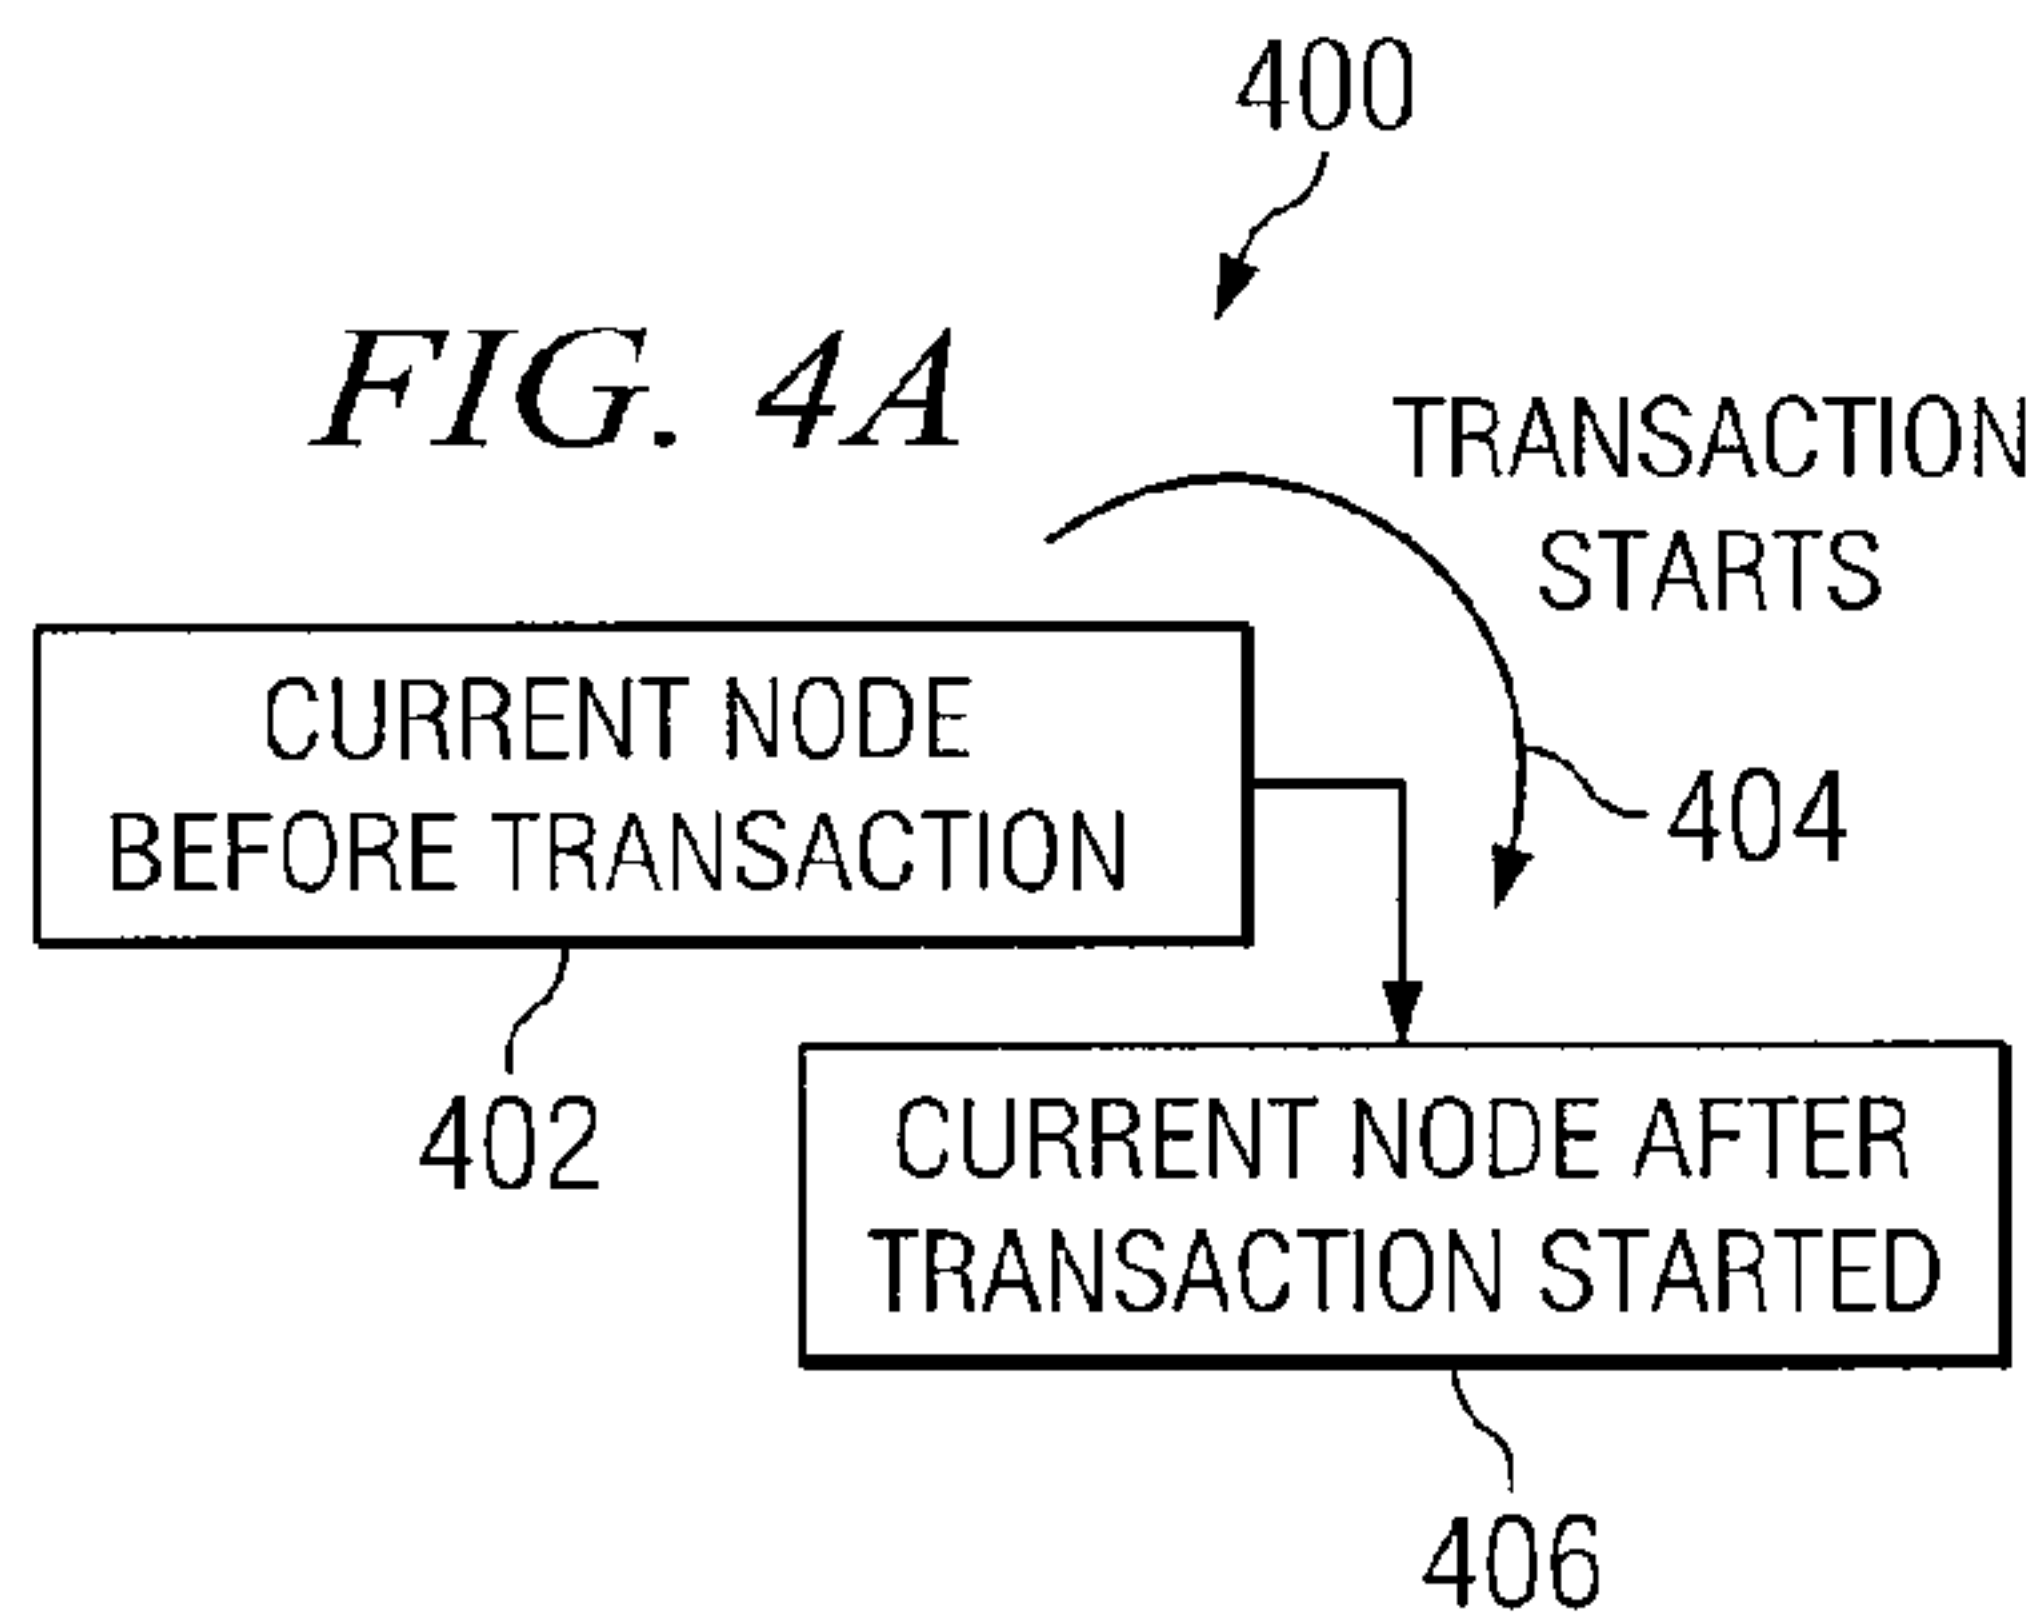 400
FIG. 4A
TRANSACTION
STARTS
CURRENT NODE
BEFORE TRANSACTION
404
402
CURRENT NODE AFTER
TRANSACTION STARTED
406